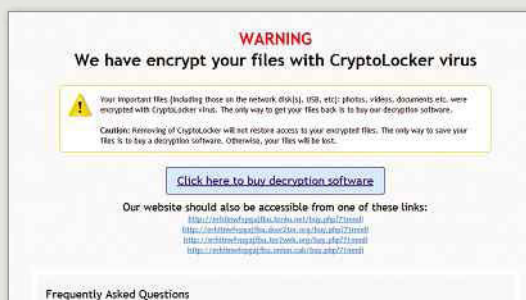 WARNING
We have encrypt your files with CryptoLocker virus
Your important files (including those on the network disk(s), USB, etc): photos, videos, documents etc. were
encrypted with CryptoLocker virus. The only way to get your files back is to buy our decryption software.
Caution: Removing of CryptoLocker will not restore access to your encrypted files. The only way to save your
files is to buy a decryption software. Otherwise, your files will be lost.
Click here to buy decryption software
Our website should also be accessible from one of these links:
Frequently Asked Questions